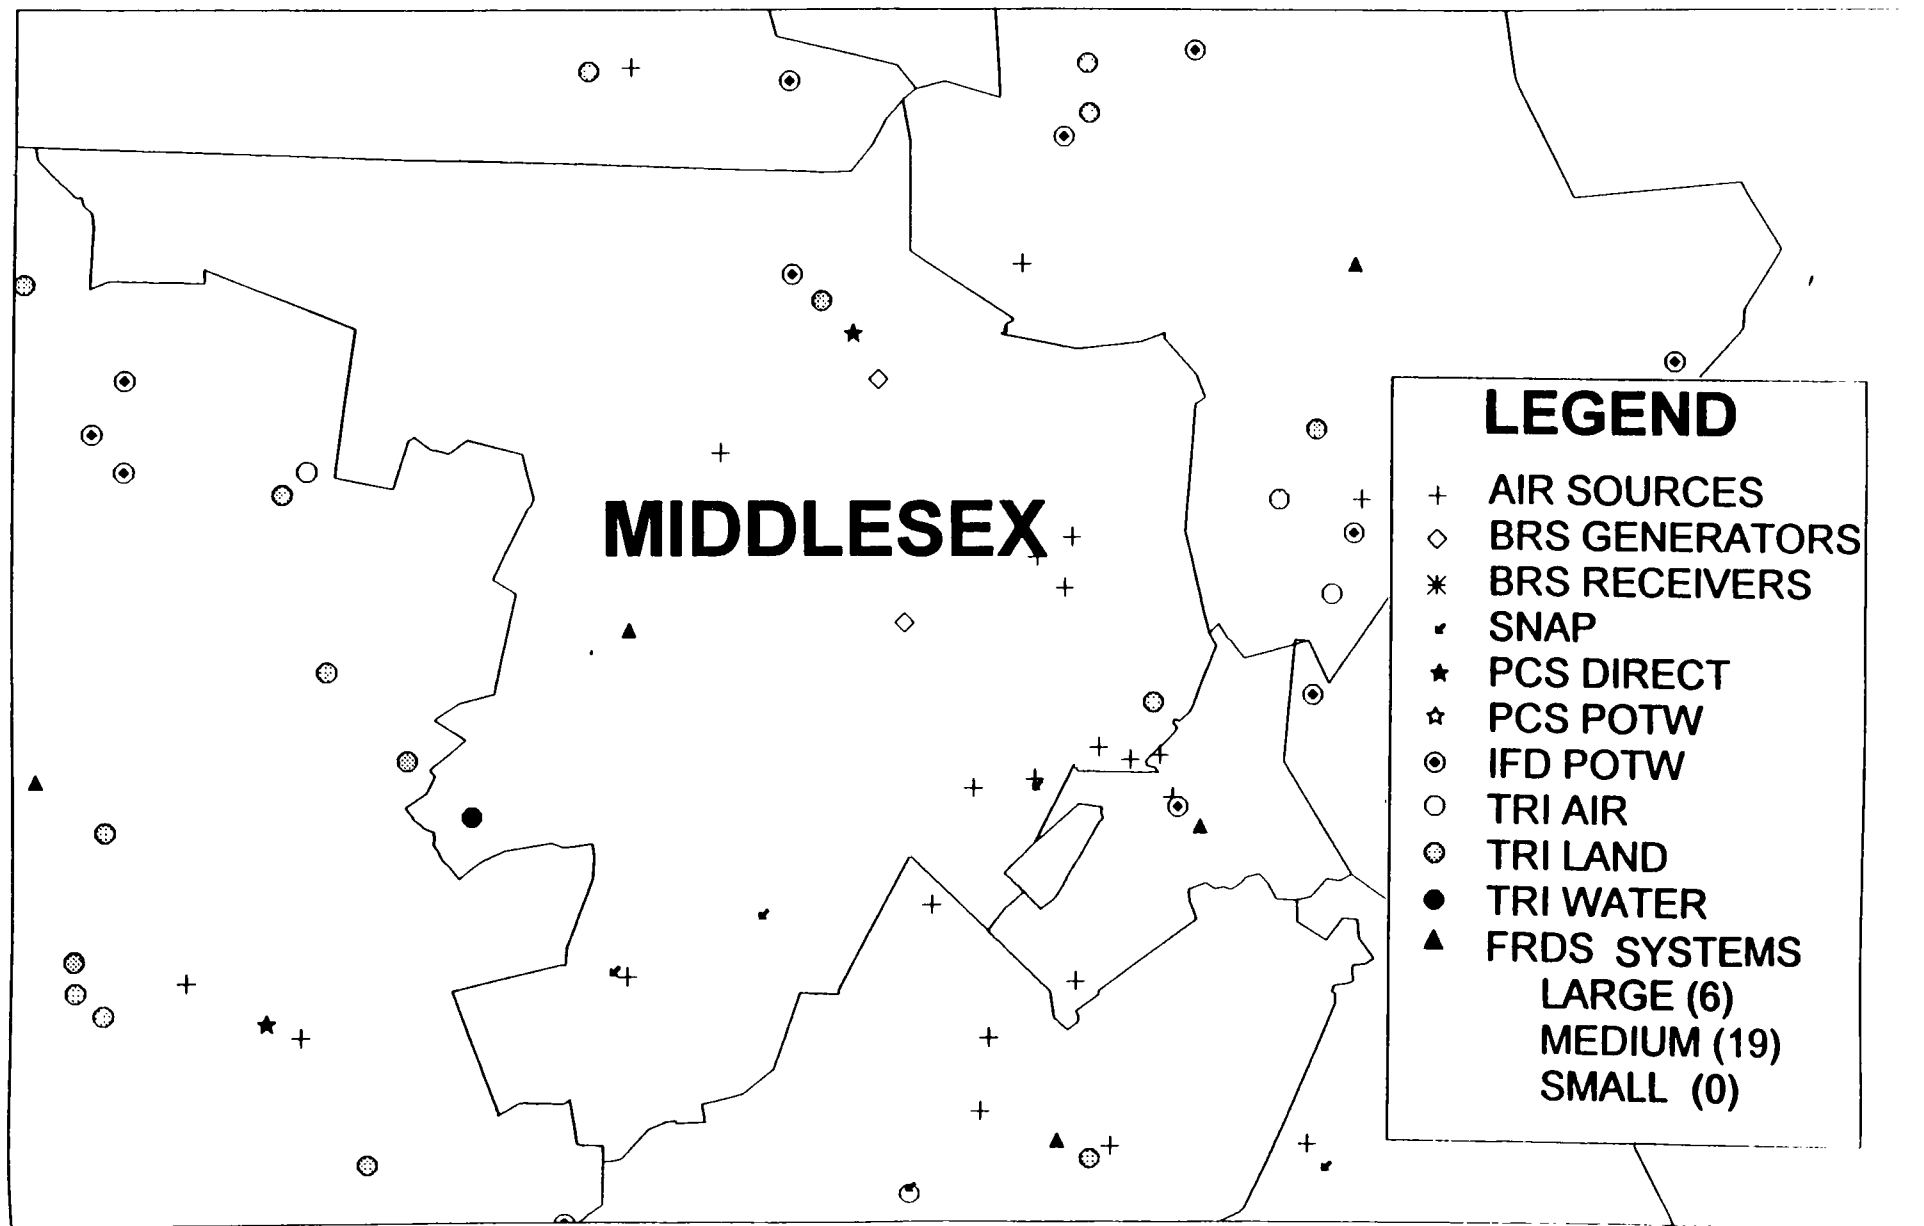 MIDDLESEX
LEGEND
AIR SOURCES
BRS GENERATORS
BRS RECEIVERS
SNAP
PCS DIRECT
PCS POTW
IFD POTW
TRI AIR
TRI LAND
TRI WATER
FRDS SYSTEMS
LARGE (6)
MEDIUM (19)
SMALL (0)